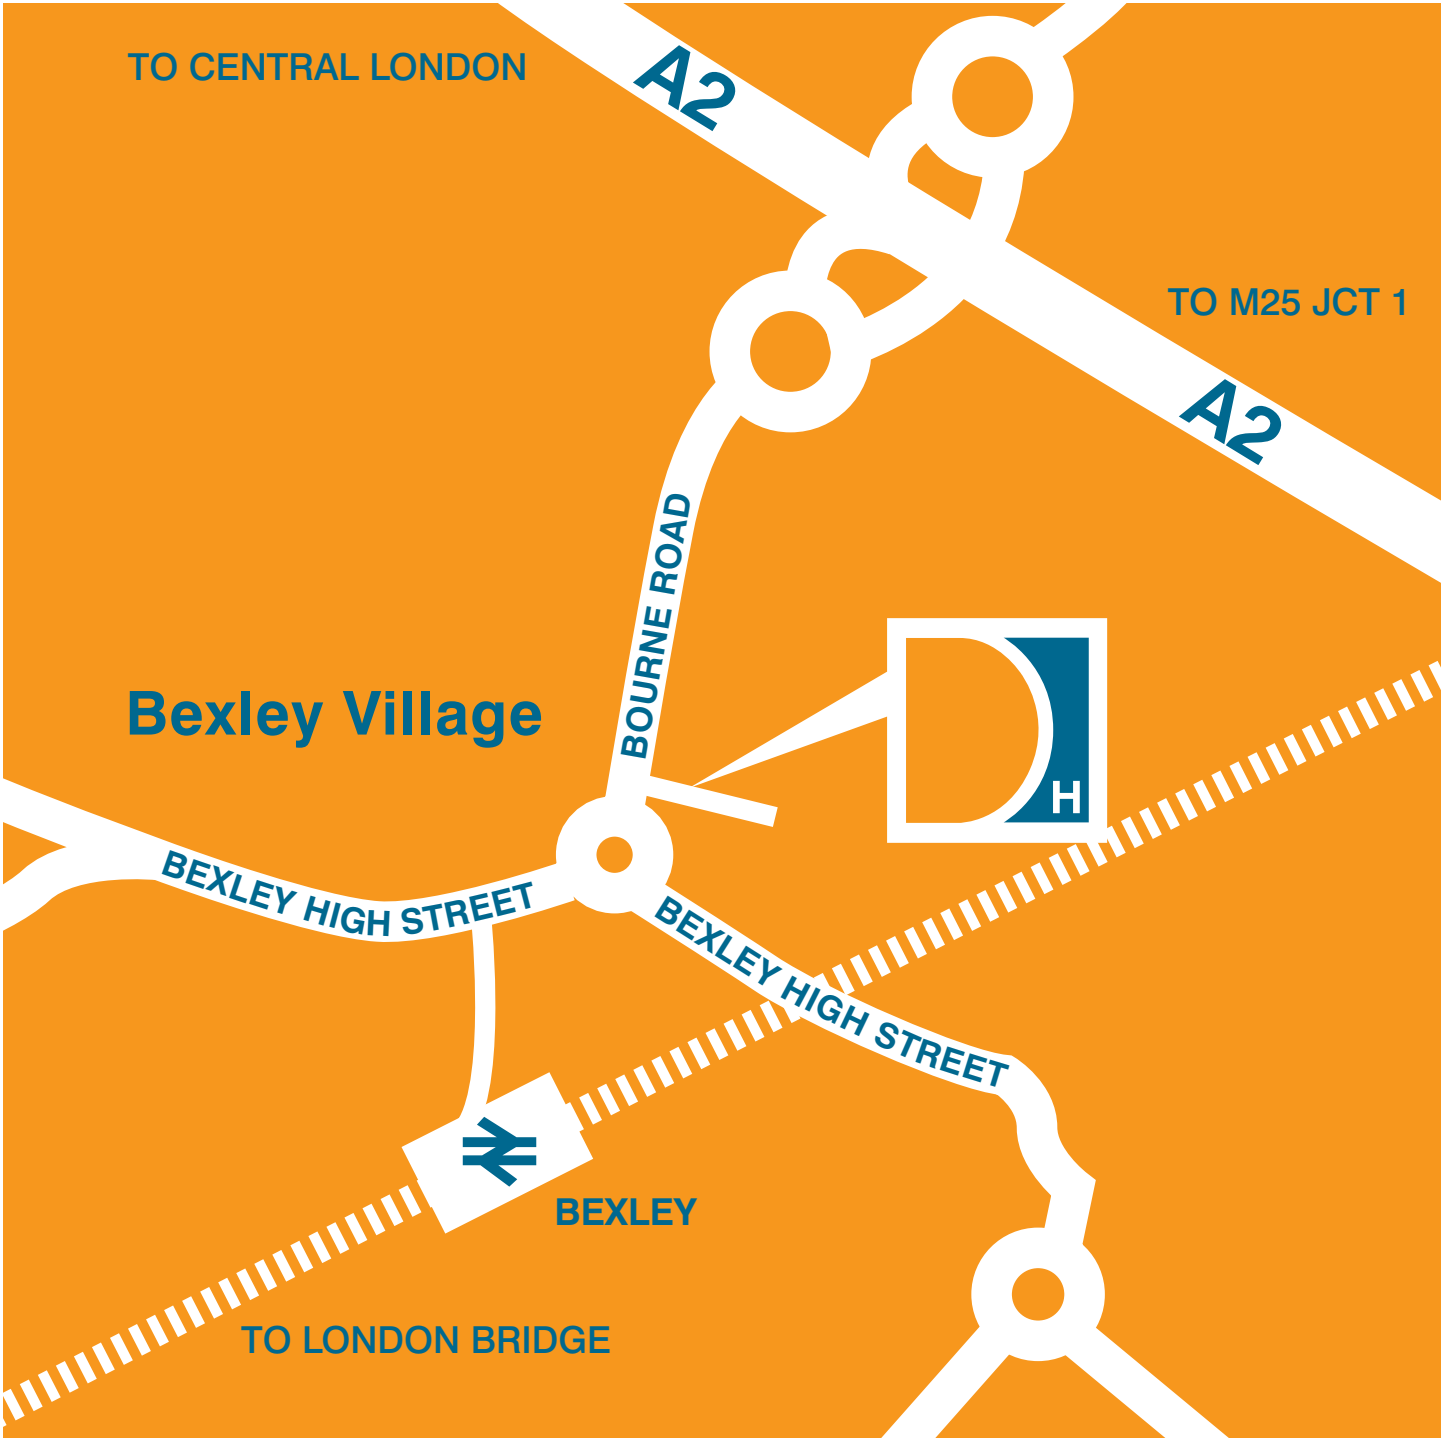 TO CENTRAL LONDON
A2
TO M25 JCT 1
A2
BOURNE ROAD
Bexley Village
H
BEXLEY HIGH STREET
BEXLEY HIGH STREET
BEXLEY
TO LONDON BRIDGE